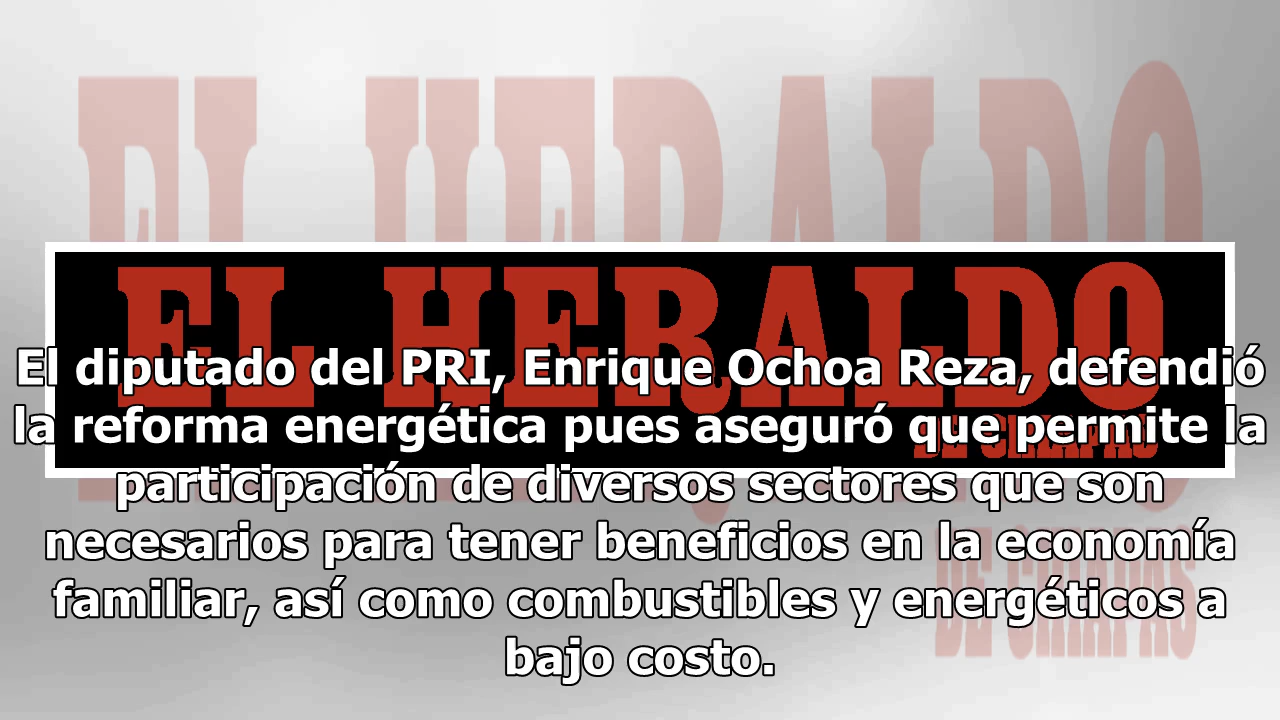 EL HERALDO
DE CHIAPAS
El diputado del PRI, Enrique Ochoa Reza, defendió
la reforma energética pues aseguró que permite la
participación de diversos sectores que son
necesarios para tener beneficios en la economía
familiar, así como combustibles y energéticos a
bajo costo.